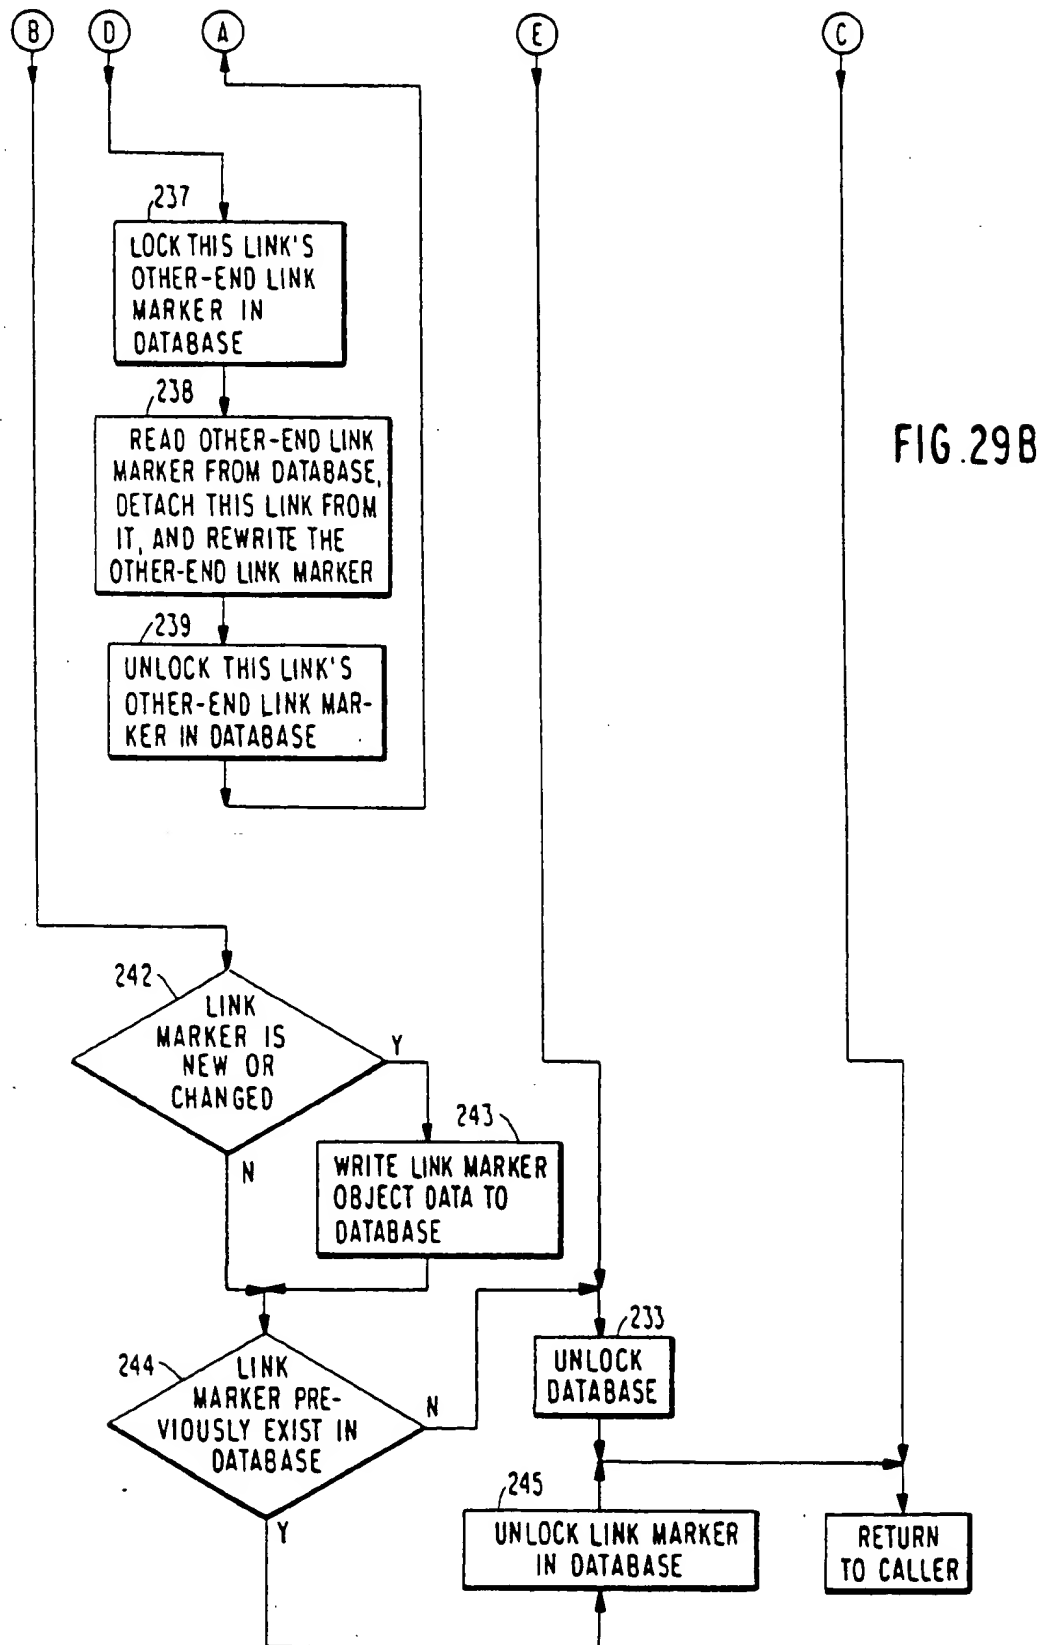 B D A E C
237
LOCK THIS LINK'S
OTHER-END LINK
MARKER IN
DATABASE
238
READ OTHER-END LINK
MARKER FROM DATABASE,
DETACH THIS LINK FROM
IT, AND REWRITE THE
OTHER-END LINK MARKER
FIG.29B
239
UNLOCK THIS LINK'S
OTHER-END LINK MAR-
KER IN DATABASE
242
LINK
MARKER IS
NEW OR
CHANGED
Y
N
243
WRITE LINK MARKER
OBJECT DATA TO
DATABASE
244
LINK
MARKER PRE-
VIOUSLY EXIST IN
DATABASE
N
Y
233
UNLOCK
DATABASE
245
UNLOCK LINK MARKER
IN DATABASE
RETURN
TO CALLER